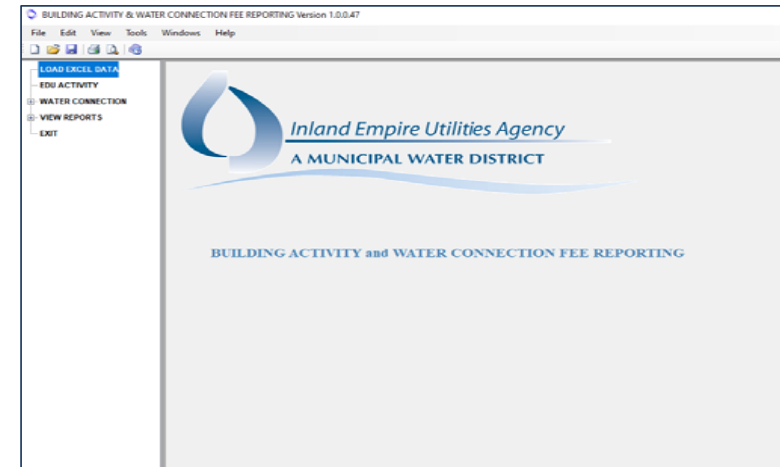 BUILDING ACTIVITY & WATER CONNECTION FEE REPORTING Version 1.0.0.47
File Edit View Tools Windows Help
LOAD EXCEL DATA
EDU ACTIVITY
WATER CONNECTION
VIEW REPORTS
EXIT
Inland Empire Utilities Agency
A MUNICIPAL WATER DISTRICT
BUILDING ACTIVITY and WATER CONNECTION FEE REPORTING